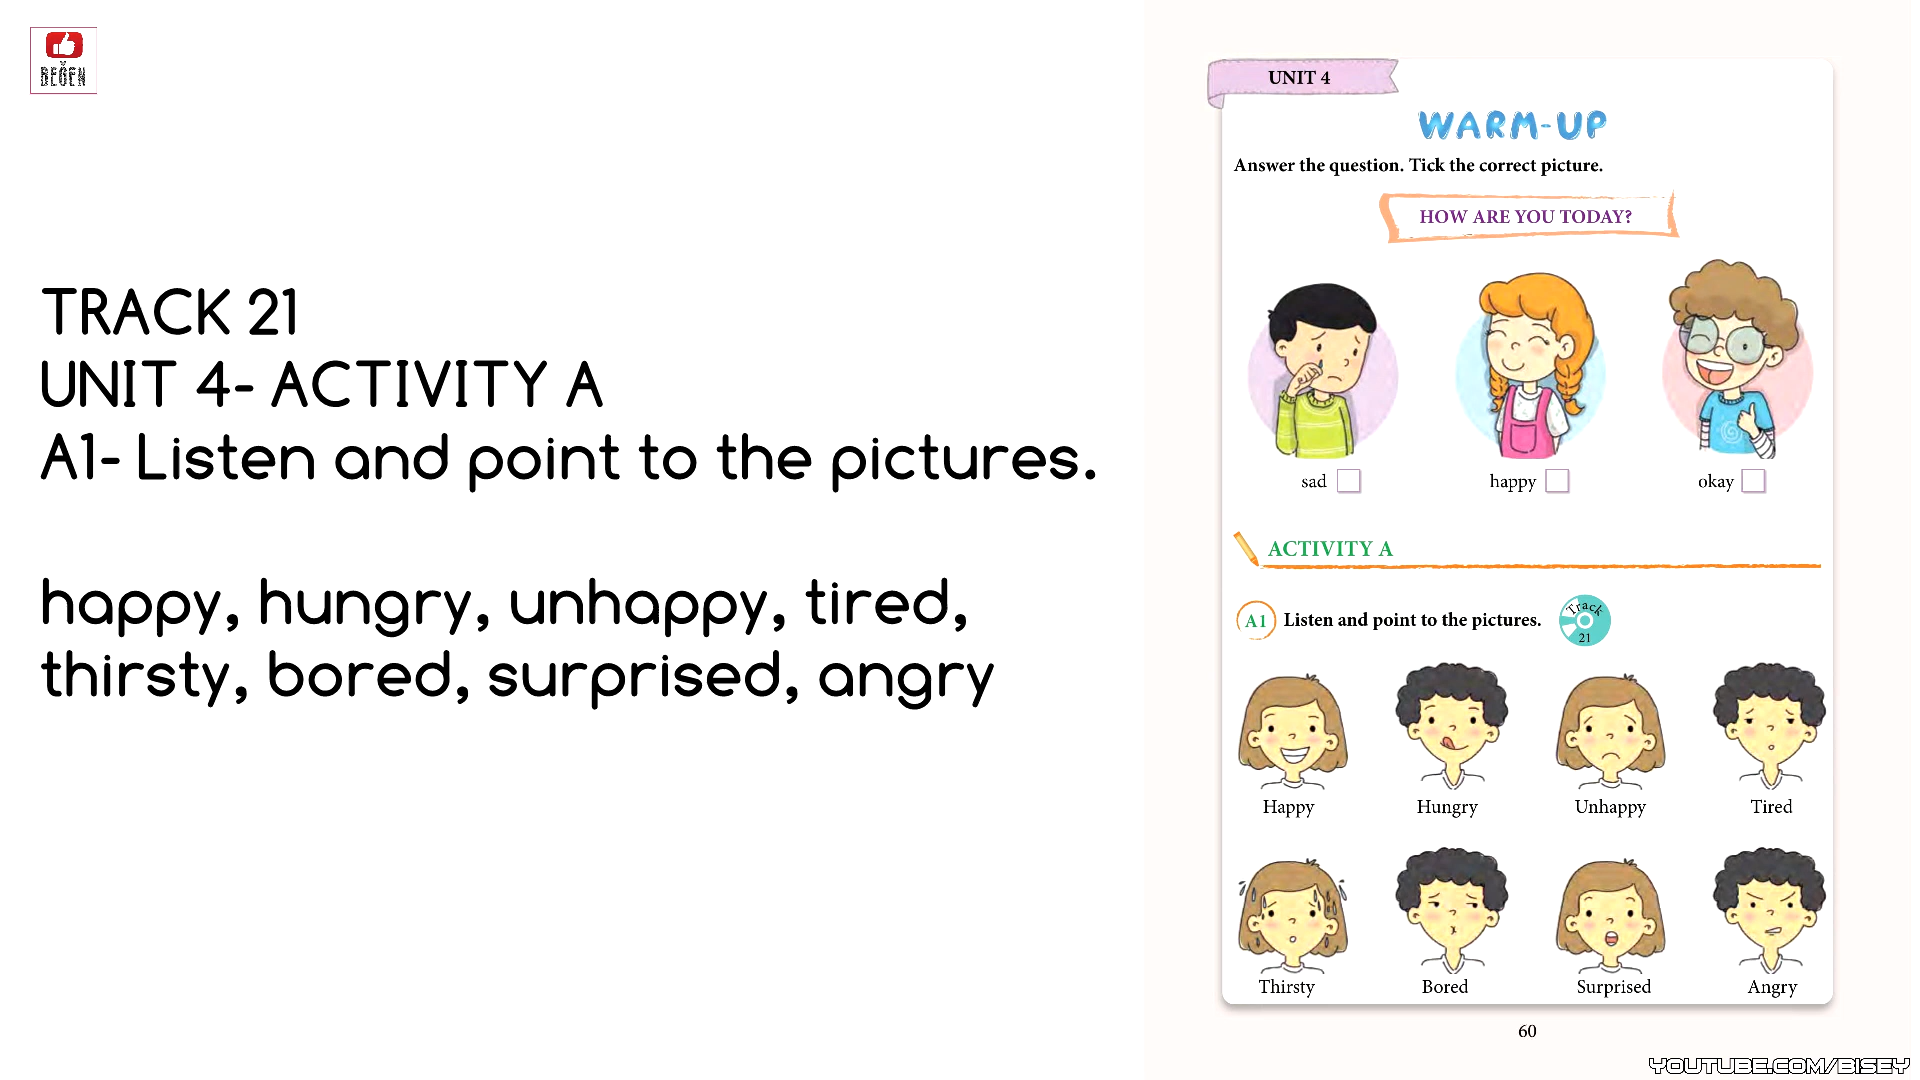 BEĞEN
TRACK 21
UNIT 4- ACTIVITY A
A1- Listen and point to the pictures.
happy, hungry, unhappy, tired,
thirsty, bored, surprised, angry
UNIT 4
WARM-UP
Answer the question. Tick the correct picture.
HOW ARE YOU TODAY?
sad happy okay
ACTIVITY A
A1 Listen and point to the pictures. Track 21
Happy Hungry Unhappy Tired
Thirsty Bored Surprised Angry
60
YOUTUBE.COM/BISEY